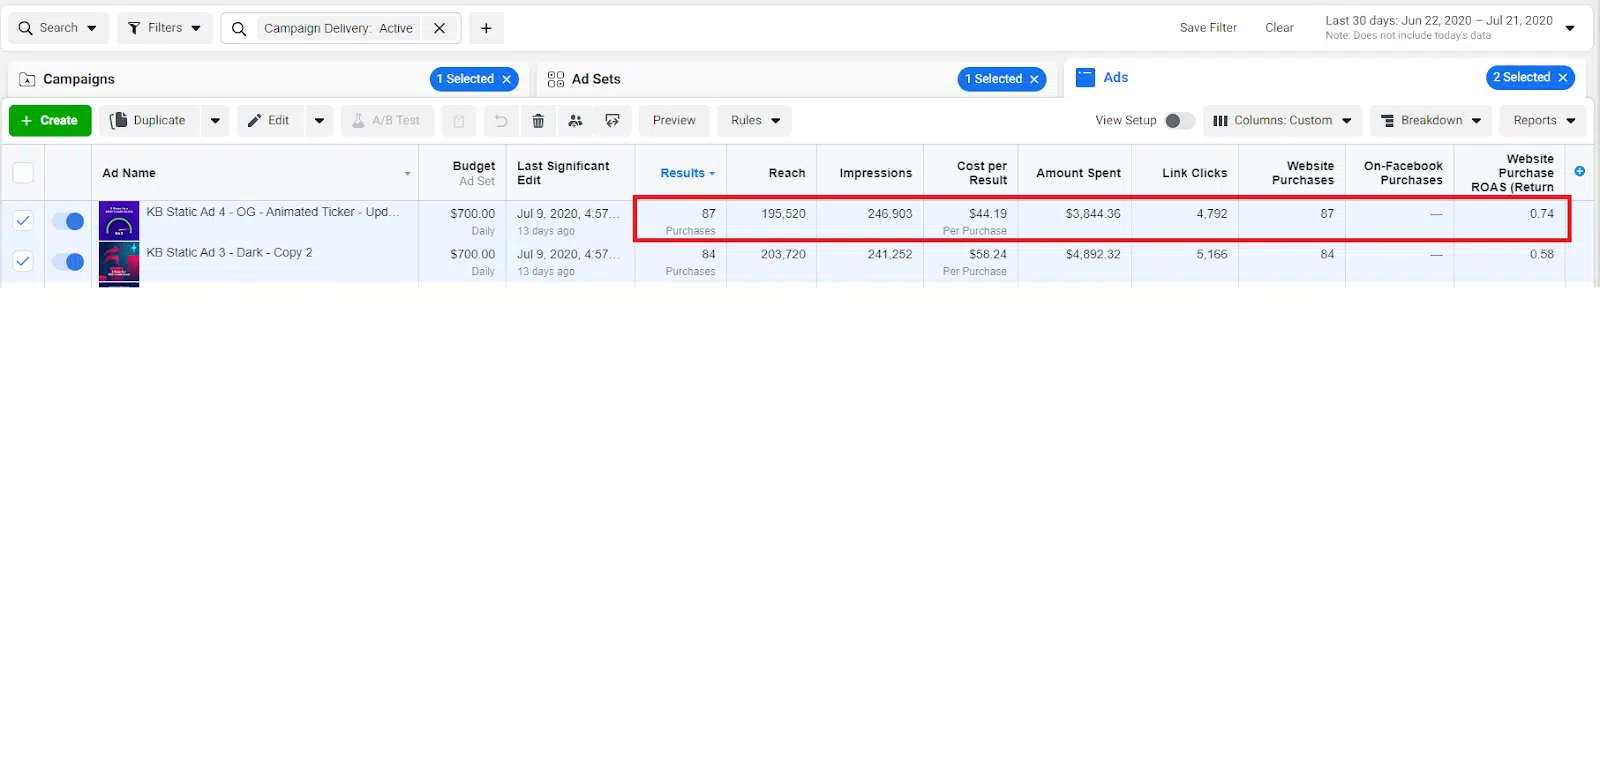 Search
Filters
Campaign Delivery: Active
Save Filter
Clear
Last 30 days: Jun 22, 2020 – Jul 21, 2020
Note: Does not include today's data
Campaigns
1 Selected
Ad Sets
1 Selected
Ads
2 Selected
+ Create
Duplicate
Edit
A/B Test
Preview
Rules
View Setup
Columns: Custom
Breakdown
Reports
Ad Name
Budget
Ad Set
Last Significant
Edit
Results
Reach
Impressions
Cost per
Result
Amount Spent
Link Clicks
Website
Purchases
On-Facebook
Purchases
Website
Purchase
ROAS (Return
KB Static Ad 4 - OG - Animated Ticker - Upd...
$700.00
Daily
Jul 9, 2020, 4:57...
13 days ago
87
Purchases
195,520
246,903
$44.19
Per Purchase
$3,844.36
4,792
87
—
0.74
KB Static Ad 3 - Dark - Copy 2
$700.00
Daily
Jul 9, 2020, 4:57...
13 days ago
84
Purchases
203,720
241,252
$58.24
Per Purchase
$4,892.32
5,166
84
—
0.58